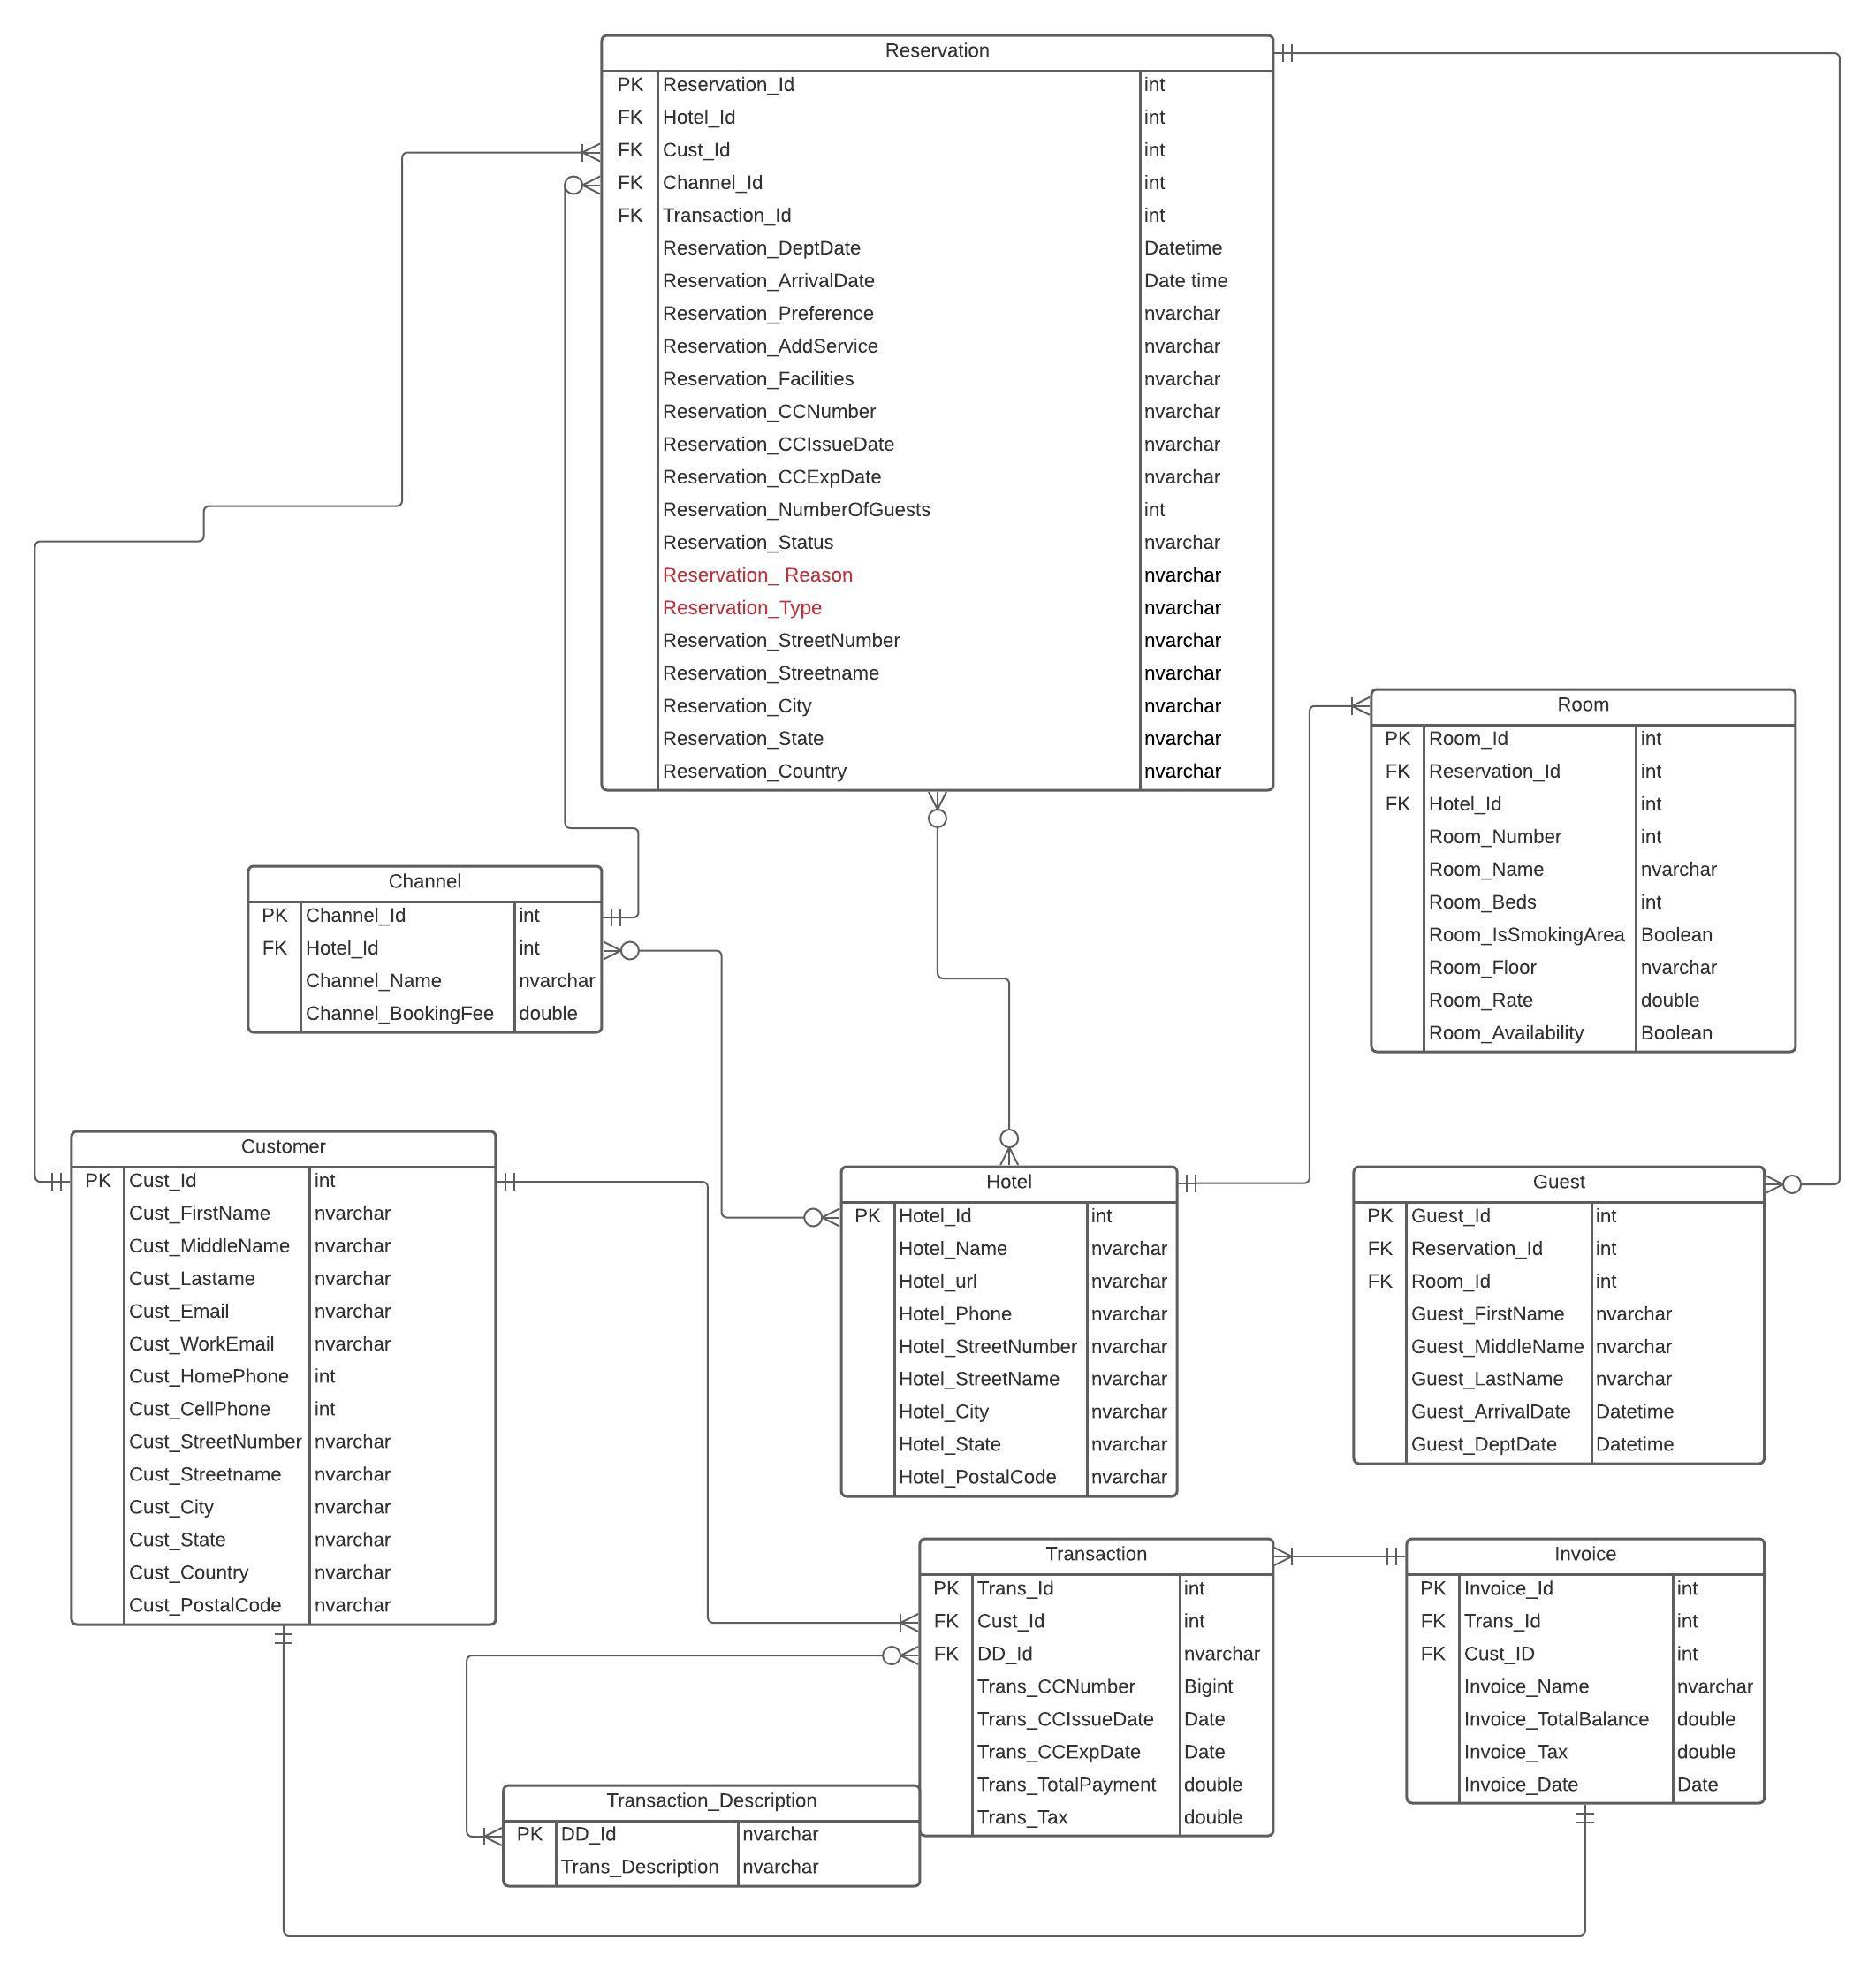 Reservation
PK Reservation_Id int
FK Hotel_Id int
FK Cust_Id int
FK Channel_Id int
FK Transaction_Id int
Reservation_DeptDate Datetime
Reservation_ArrivalDate Date time
Reservation_Preference nvarchar
Reservation_AddService nvarchar
Reservation_Facilities nvarchar
Reservation_CCNumber nvarchar
Reservation_CCIssueDate nvarchar
Reservation_CCExpDate nvarchar
Reservation_NumberOfGuests int
Reservation_Status nvarchar
Reservation_ Reason nvarchar
Reservation_Type nvarchar
Reservation_StreetNumber nvarchar
Reservation_Streetname nvarchar
Reservation_City nvarchar
Reservation_State nvarchar
Reservation_Country nvarchar
Room
PK Room_Id int
FK Reservation_Id int
FK Hotel_Id int
Room_Number int
Room_Name nvarchar
Room_Beds int
Room_IsSmokingArea Boolean
Room_Floor nvarchar
Room_Rate double
Room_Availability Boolean
Channel
PK Channel_Id int
FK Hotel_Id int
Channel_Name nvarchar
Channel_BookingFee double
Customer
PK Cust_Id int
Cust_FirstName nvarchar
Cust_MiddleName nvarchar
Cust_Lastame nvarchar
Cust_Email nvarchar
Cust_WorkEmail nvarchar
Cust_HomePhone int
Cust_CellPhone int
Cust_StreetNumber nvarchar
Cust_Streetname nvarchar
Cust_City nvarchar
Cust_State nvarchar
Cust_Country nvarchar
Cust_PostalCode nvarchar
Hotel
PK Hotel_Id int
Hotel_Name nvarchar
Hotel_url nvarchar
Hotel_Phone nvarchar
Hotel_StreetNumber nvarchar
Hotel_StreetName nvarchar
Hotel_City nvarchar
Hotel_State nvarchar
Hotel_PostalCode nvarchar
Guest
PK Guest_Id int
FK Reservation_Id int
FK Room_Id int
Guest_FirstName nvarchar
Guest_MiddleName nvarchar
Guest_LastName nvarchar
Guest_ArrivalDate Datetime
Guest_DeptDate Datetime
Transaction
PK Trans_Id int
FK Cust_Id int
FK DD_Id nvarchar
Trans_CCNumber Bigint
Trans_CCIssueDate Date
Trans_CCExpDate Date
Trans_TotalPayment double
Trans_Tax double
Invoice
PK Invoice_Id int
FK Trans_Id int
FK Cust_ID int
Invoice_Name nvarchar
Invoice_TotalBalance double
Invoice_Tax double
Invoice_Date Date
Transaction_Description
PK DD_Id nvarchar
Trans_Description nvarchar